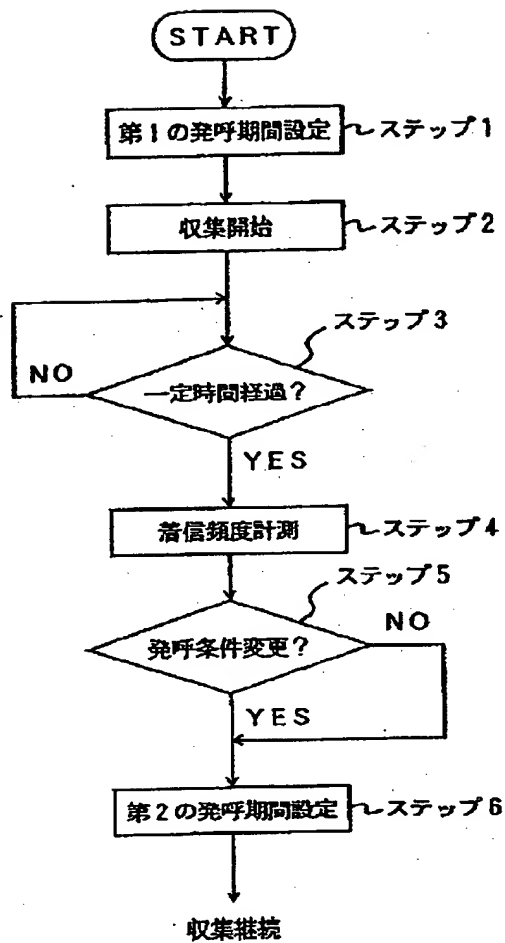 START
第1の発呼期間設定 ステップ1
収集開始 ステップ2
ステップ3
NO
一定時間経過?
YES
着信頻度計測 ステップ4
ステップ5
NO
発呼条件変更?
YES
第2の発呼期間設定 ステップ6
収集継続